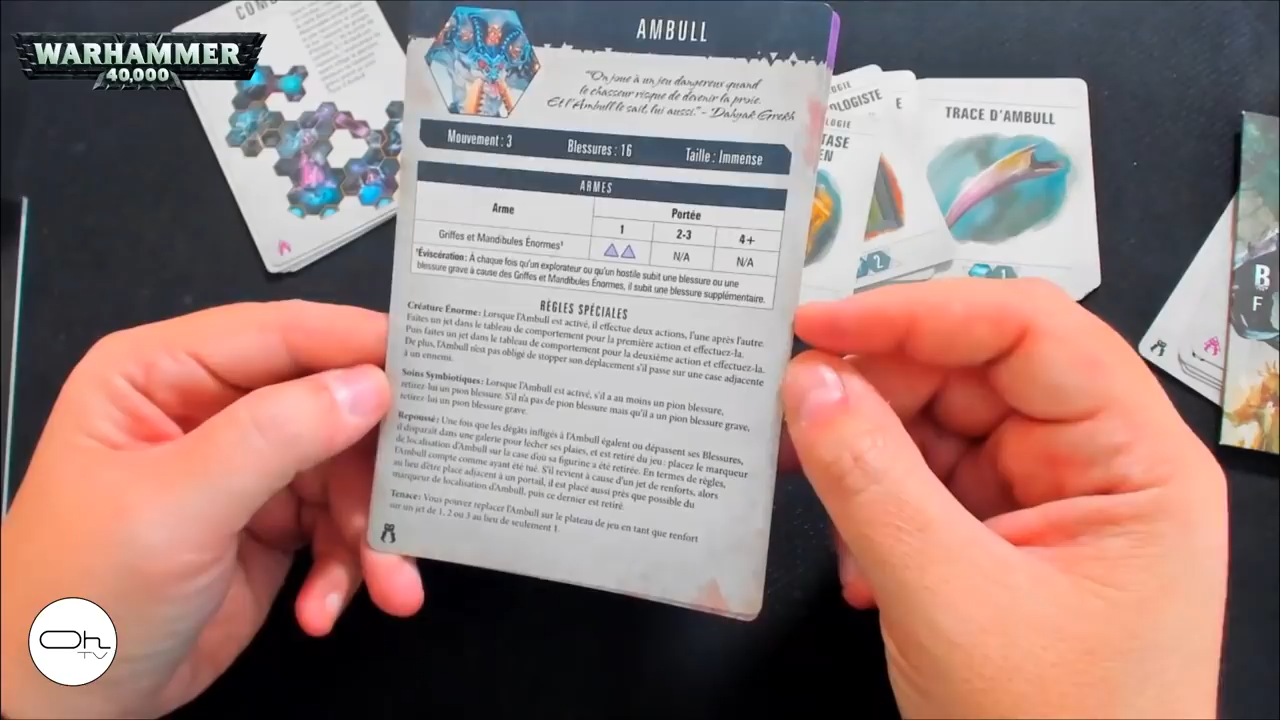 WARHAMMER
40,000
COM
AMBULL
"On joue à un jeu dangereux quand
le chasseur risque de devenir la proie.
Et l'Ambull le sait, lui aussi." - Dahyak Grrekh
Mouvement : 3
Blessures : 16
Taille : Immense
ARMES
Arme
Portée
1
2-3
4+
Griffes et Mandibules Énormes¹
N/A
N/A
¹Éviscération : À chaque fois qu'un explorateur ou qu'un hostile subit une blessure ou une
blessure grave à cause des Griffes et Mandibules Énormes, il subit une blessure supplémentaire.
RÈGLES SPÉCIALES
Créature Énorme : Lorsque l'Ambull est activé, il effectue deux actions, l'une après l'autre.
Faites un jet dans le tableau de comportement pour la première action et effectuez-la.
Puis faites un jet dans le tableau de comportement pour la deuxième action et effectuez-la.
De plus, l'Ambull n'est pas obligé de stopper son déplacement s'il passe sur une case adjacente
à un ennemi.
Soins Symbiotiques : Lorsque l'Ambull est activé, s'il a au moins un pion blessure,
retirez-lui un pion blessure. S'il n'a pas de pion blessure mais qu'il a un pion blessure grave,
retirez-lui un pion blessure grave.
Repoussé : Une fois que les dégâts infligés à l'Ambull égalent ou dépassent ses Blessures,
il disparaît dans une galerie pour lécher ses plaies, et est retiré du jeu : placez le marqueur
de localisation d'Ambull sur la case d'où sa figurine a été retirée. En termes de règles,
l'Ambull compte comme ayant été tué. S'il revient à cause d'un jet de renforts, alors
au lieu d'être placé adjacent à un portail, il est placé aussi près que possible du
marqueur de localisation d'Ambull, puis ce dernier est retiré.
Tenace : Vous pouvez replacer l'Ambull sur le plateau de jeu en tant que renfort
sur un jet de 1, 2 ou 3 au lieu de seulement 1.
LOGISTE
LOGIE
TASE
EN
E
2
TRACE D'AMBULL
1
B
F
Oh
TV